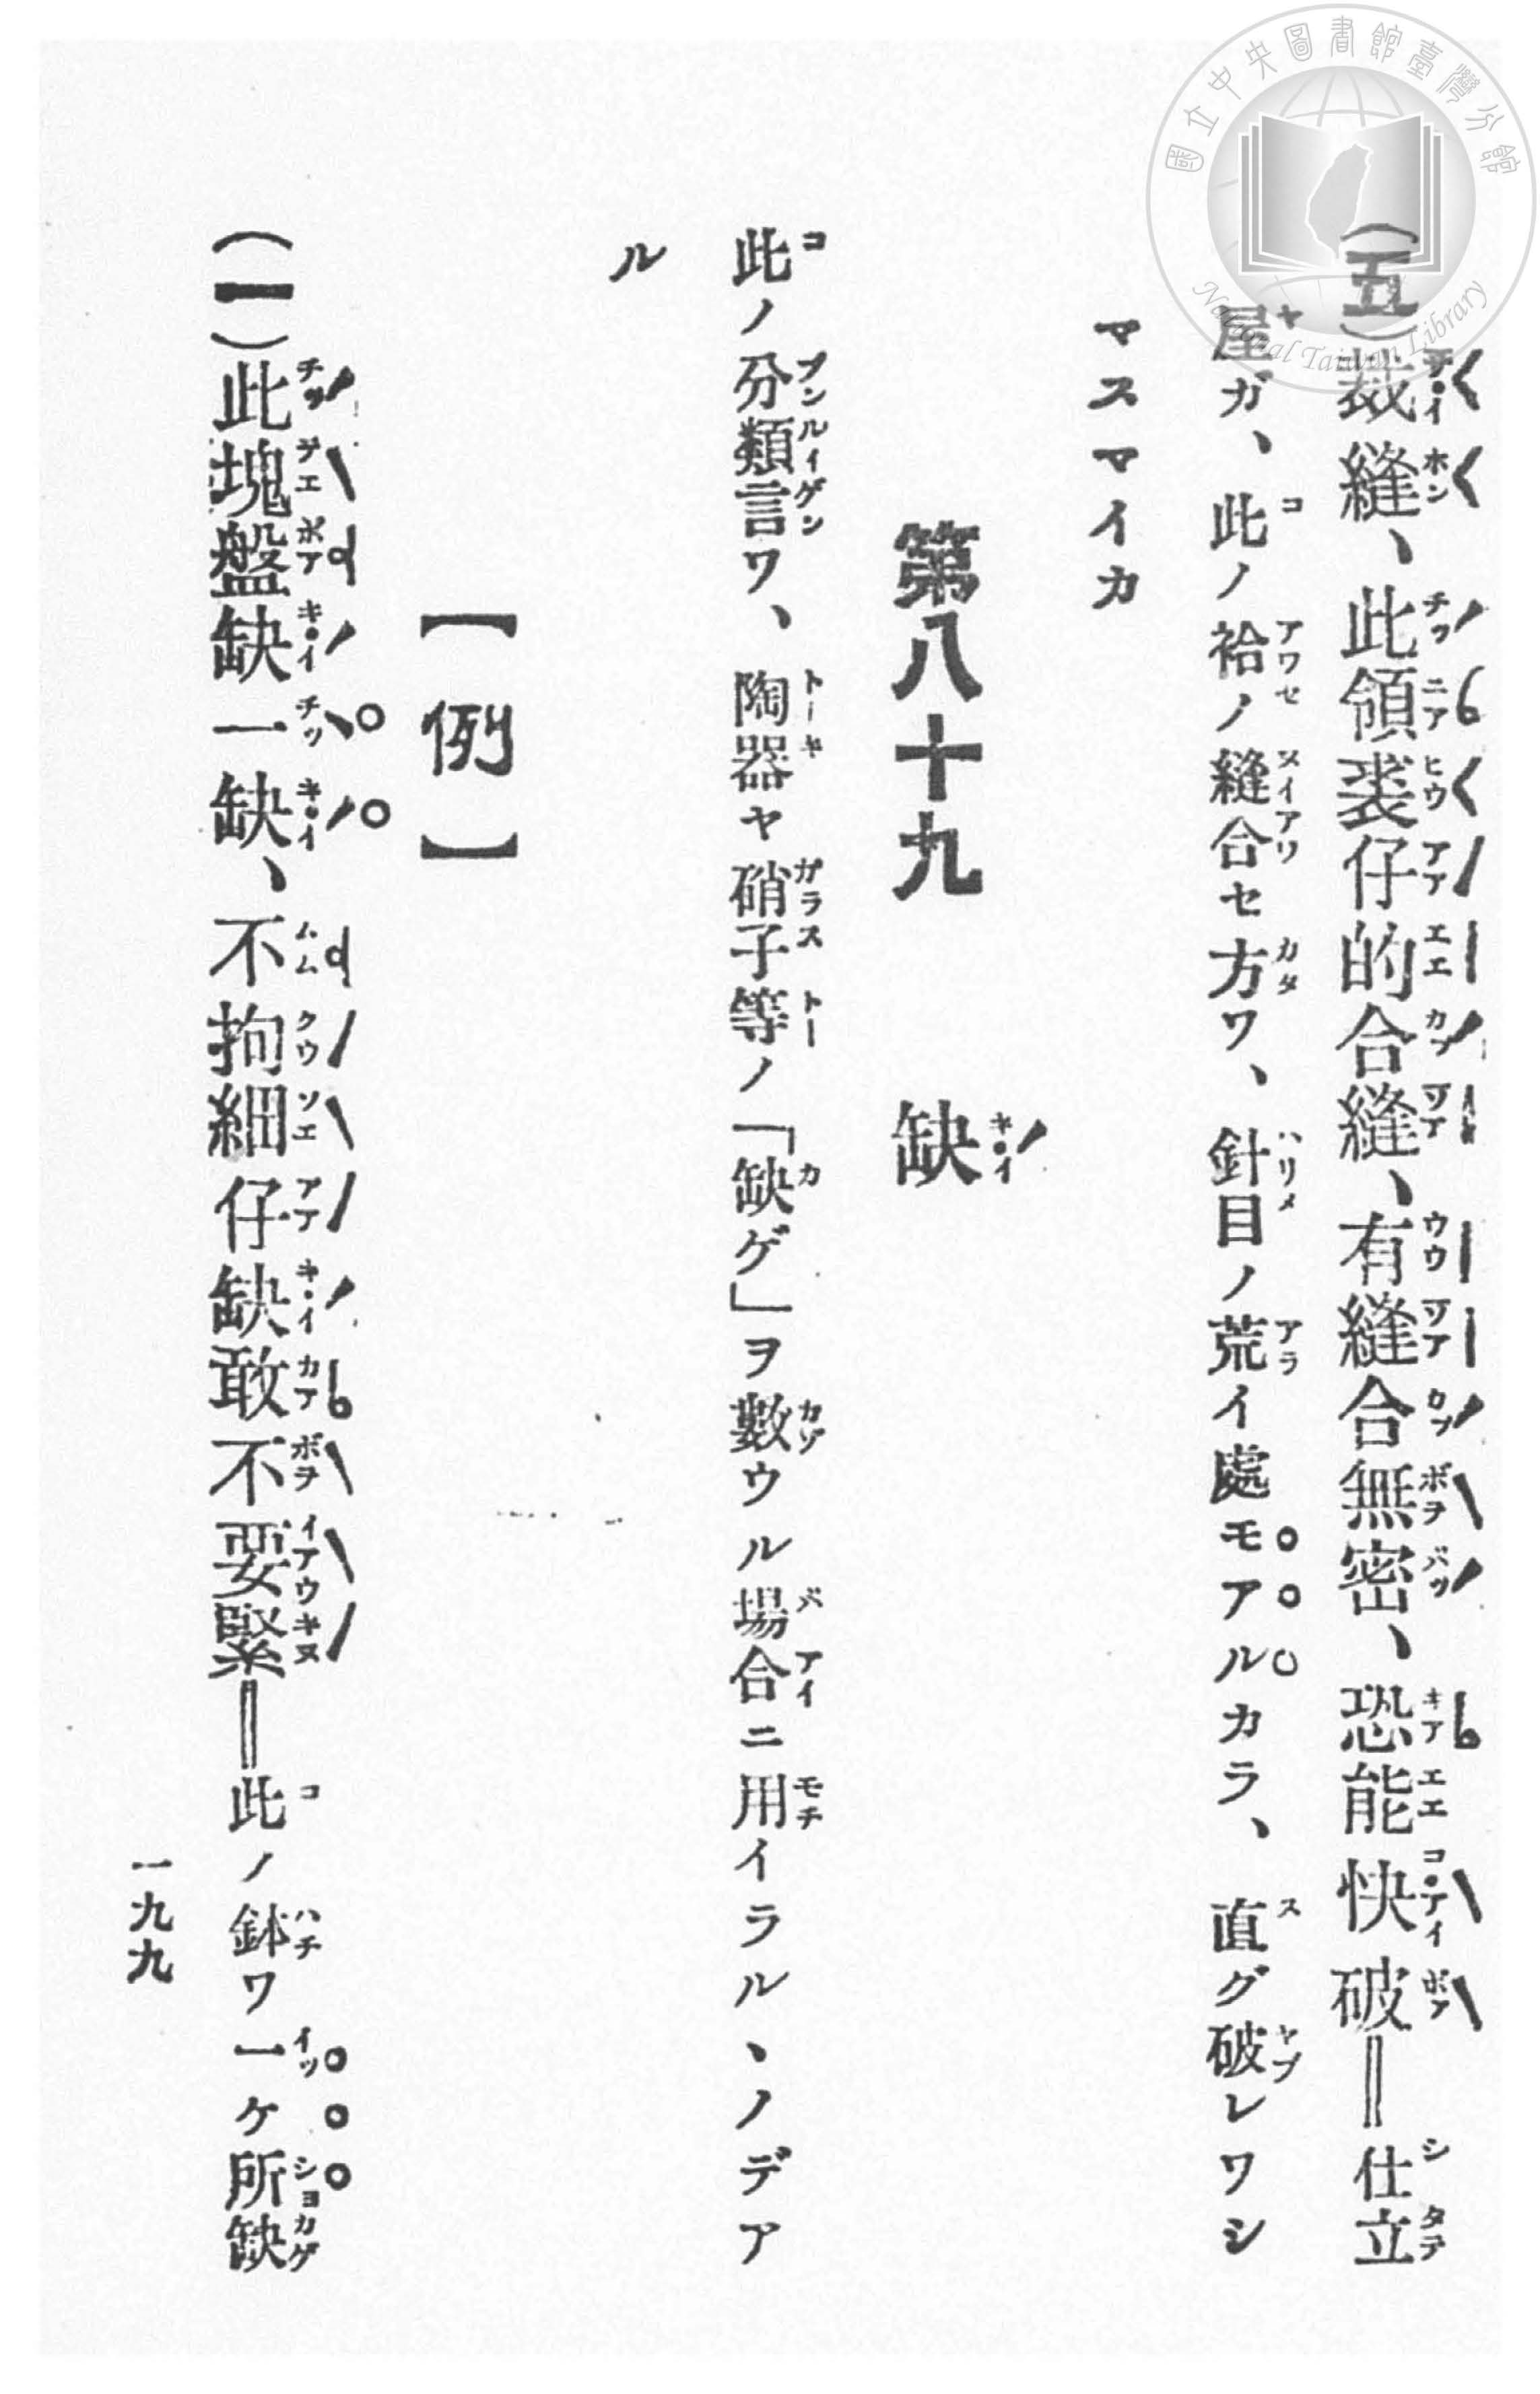 (五)裁縫、此領裘仔的合縫、有縫合無密、恐能快破‖仕立
屋ガ、此ノ袷ノ縫合セ方ワ、針目ノ荒イ處モアルカラ、直グ破レワシ
マスマイカ
第八十九 缺
此ノ分類言ワ、陶器ヤ硝子等ノ「缺ゲ」ヲ數ウル場合ニ用イラル、ノデア
ル
【例】
(一)此塊盤缺一缺、不拘細仔缺敢不要緊‖此ノ鉢ワ一ケ所缺
一九九
國立中央圖書館臺灣分館
National Taiwan Library